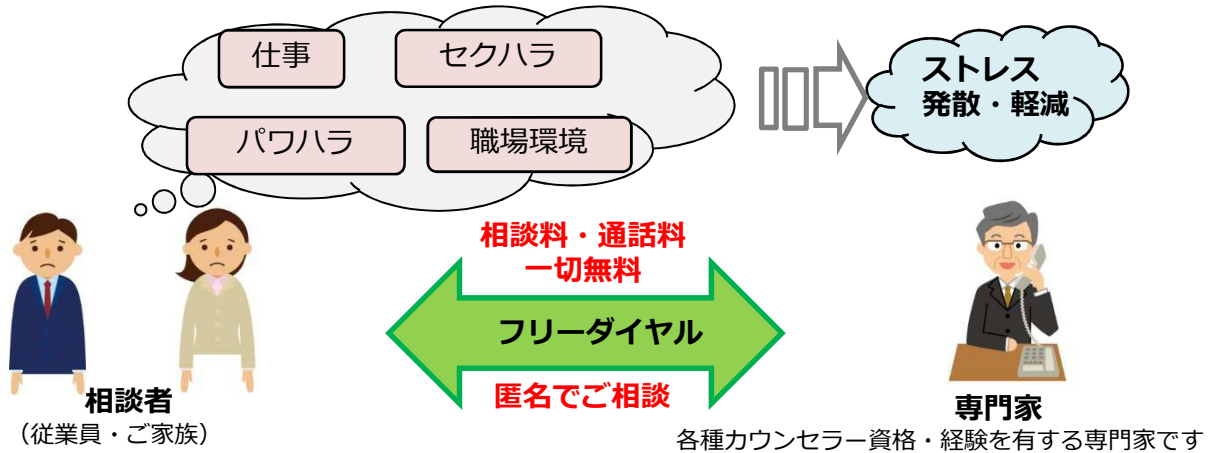 仕事
セクハラ
パワハラ
職場環境
ストレス
発散・軽減
相談料・通話料
一切無料
フリーダイヤル
匿名でご相談
相談者
（従業員・ご家族）
専門家
各種カウンセラー資格・経験を有する専門家です